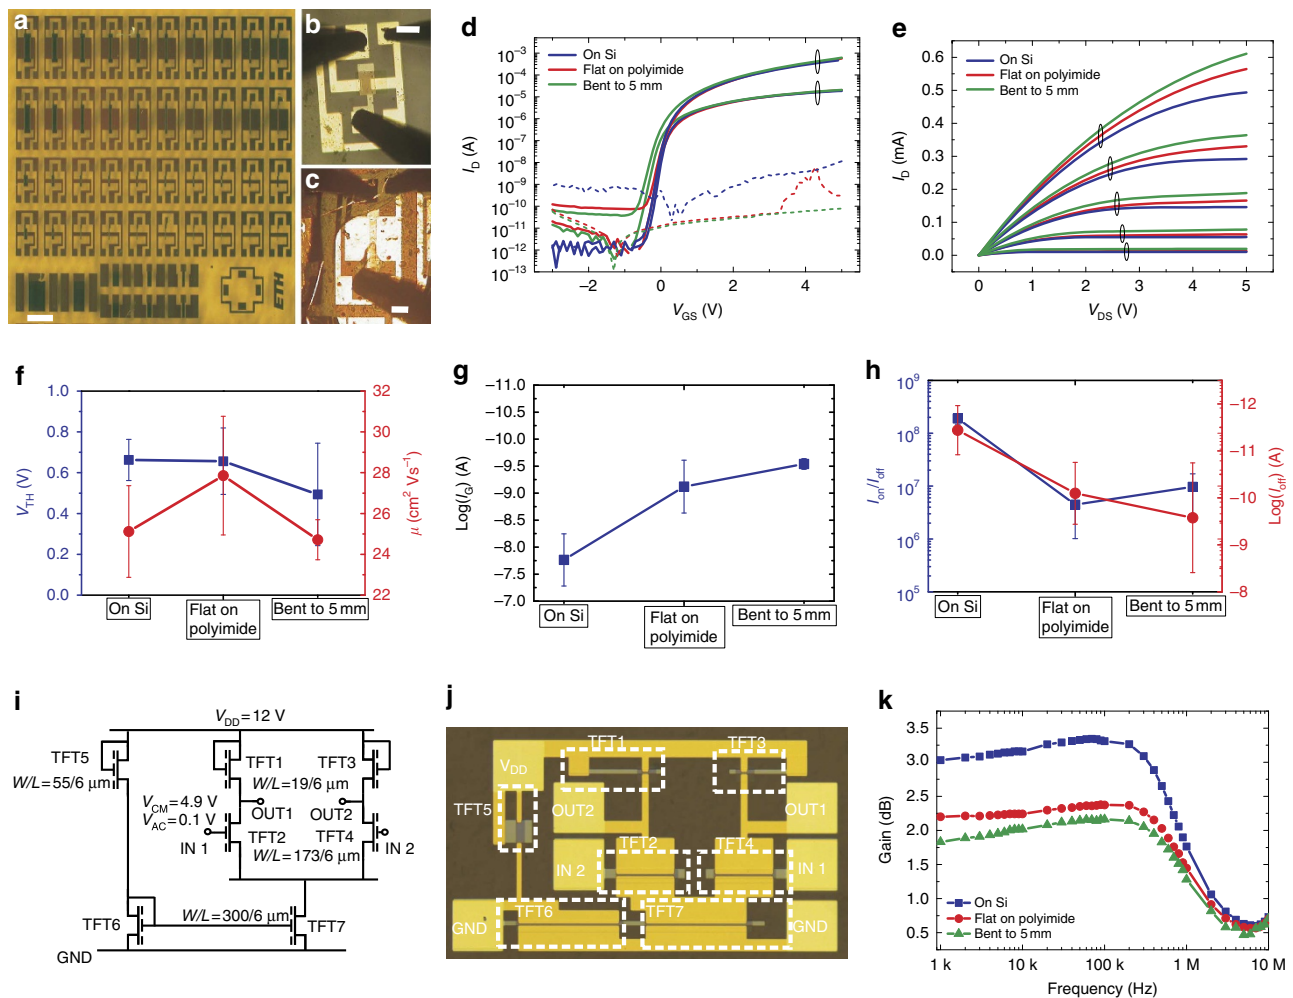 a
b
c
ETH
d
On Si
Flat on polyimide
Bent to 5 mm
I_D (A)
10⁻³
10⁻⁴
10⁻⁵
10⁻⁶
10⁻⁷
10⁻⁸
10⁻⁹
10⁻¹⁰
10⁻¹¹
10⁻¹²
10⁻¹³
−2 0 2 4
V_GS (V)
e
On Si
Flat on polyimide
Bent to 5 mm
I_D (mA)
0.6
0.5
0.4
0.3
0.2
0.1
0.0
0 1 2 3 4 5
V_DS (V)
f
V_TH (V)
1.0
0.8
0.6
0.4
0.2
0.0
32
30
28
26
24
22
μ (cm² Vs⁻¹)
On Si
Flat on
polyimide
Bent to 5 mm
g
Log(I_G) (A)
−11.0
−10.5
−10.0
−9.5
−9.0
−8.5
−8.0
−7.5
−7.0
On Si
Flat on
polyimide
Bent to 5 mm
h
I_on/I_off
10⁹
10⁸
10⁷
10⁶
10⁵
−12
−11
−10
−9
−8
Log(I_off) (A)
On Si
Flat on
polyimide
Bent to 5 mm
i
V_DD = 12 V
TFT5
TFT1
TFT3
W/L=55/6 μm
W/L=19/6 μm
V_CM=4.9 V
V_AC=0.1 V
OUT1
OUT2
IN 1
TFT2
TFT4
IN 2
W/L=173/6 μm
TFT6
W/L=300/6 μm
TFT7
GND
j
TFT1
TFT3
V_DD
TFT5
OUT2
OUT1
TFT2
TFT4
IN 2
IN 1
TFT6
TFT7
GND
GND
k
Gain (dB)
3.5
3.0
2.5
2.0
1.5
1.0
0.5
On Si
Flat on polyimide
Bent to 5 mm
1 k 10 k 100 k 1 M 10 M
Frequency (Hz)